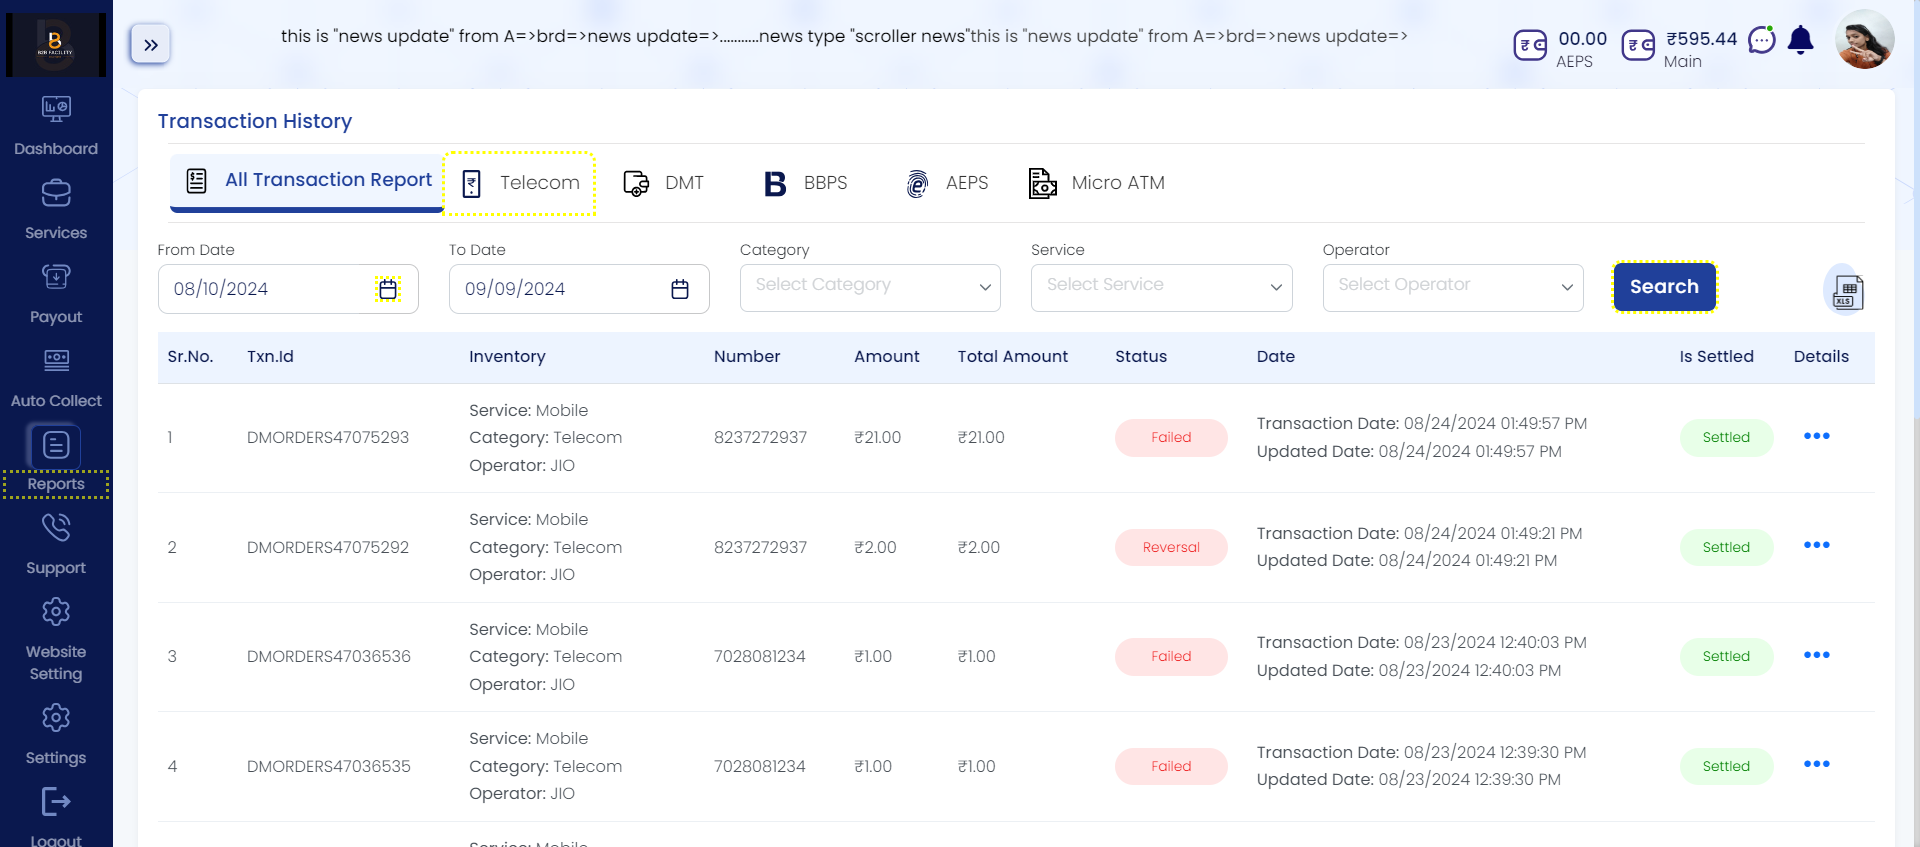 this is "news update" from A=>brd=>news update=>...........news type "scroller news"this is "news update" from A=>brd=>news update=>
00.00
AEPS
₹595.44
Main
B2B FACILITY
Dashboard
Services
Payout
Auto Collect
Reports
Support
Website
Setting
Settings
Logout
Transaction History
All Transaction Report
Telecom
DMT
BBPS
AEPS
Micro ATM
From Date
To Date
Category
Service
Operator
08/10/2024
09/09/2024
Select Category
Select Service
Select Operator
Search
XLS
Sr.No. Txn.Id Inventory Number Amount Total Amount Status Date Is Settled Details
Service: Mobile
1 DMORDERS47075293 Category: Telecom 8237272937 ₹21.00 ₹21.00 Failed Transaction Date: 08/24/2024 01:49:57 PM Settled
Operator: JIO Updated Date: 08/24/2024 01:49:57 PM
Service: Mobile
2 DMORDERS47075292 Category: Telecom 8237272937 ₹2.00 ₹2.00 Reversal Transaction Date: 08/24/2024 01:49:21 PM Settled
Operator: JIO Updated Date: 08/24/2024 01:49:21 PM
Service: Mobile
3 DMORDERS47036536 Category: Telecom 7028081234 ₹1.00 ₹1.00 Failed Transaction Date: 08/23/2024 12:40:03 PM Settled
Operator: JIO Updated Date: 08/23/2024 12:40:03 PM
Service: Mobile
4 DMORDERS47036535 Category: Telecom 7028081234 ₹1.00 ₹1.00 Failed Transaction Date: 08/23/2024 12:39:30 PM Settled
Operator: JIO Updated Date: 08/23/2024 12:39:30 PM
Service: Mobile